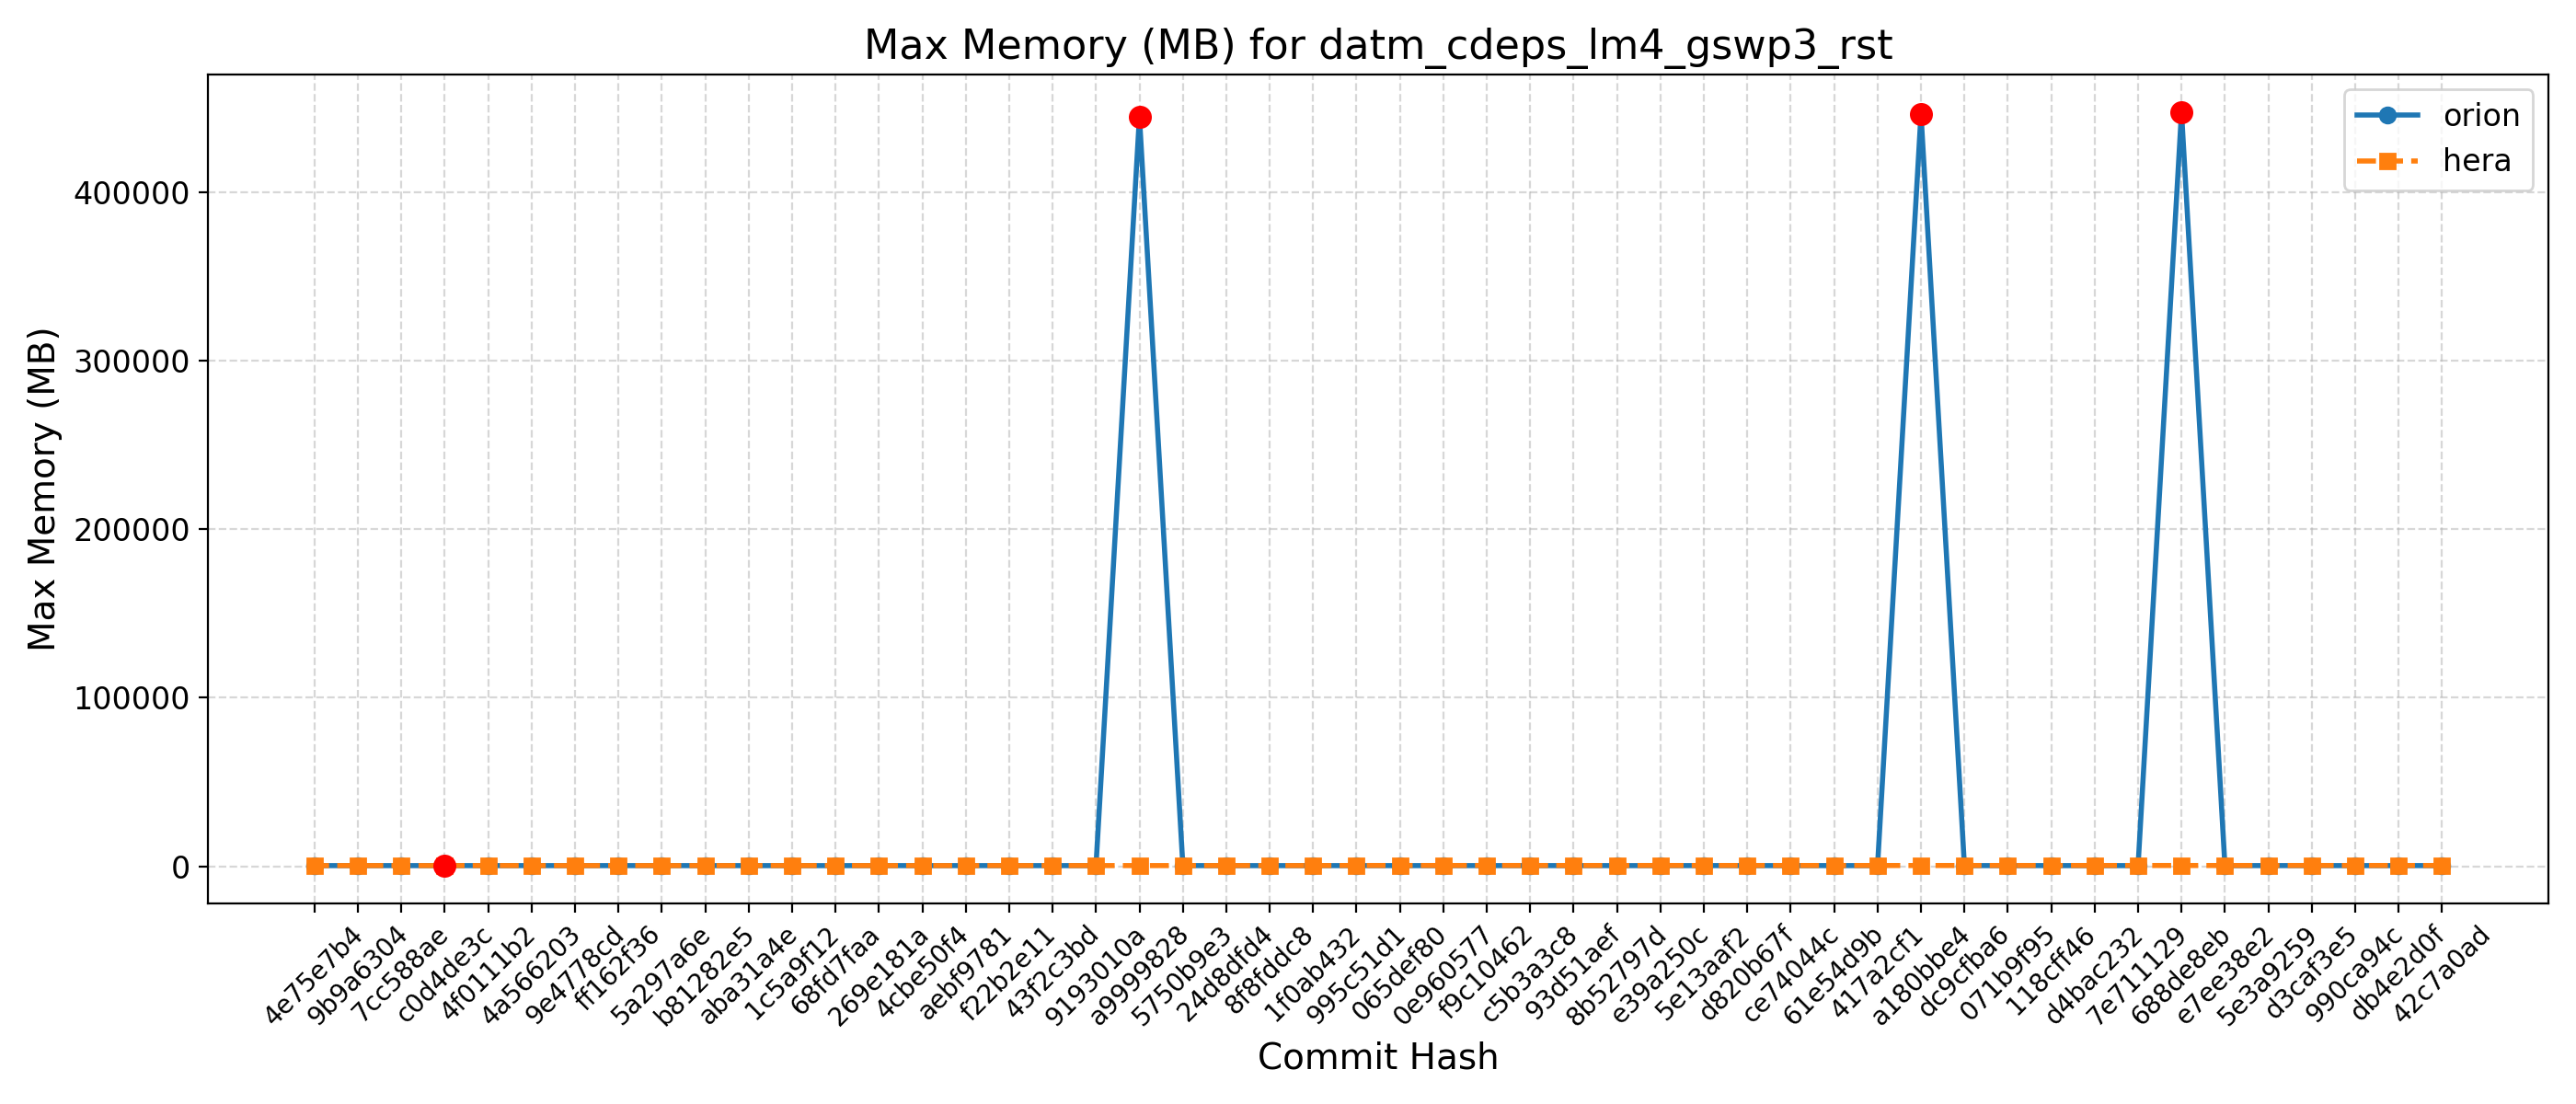 Max Memory (MB) for datm_cdeps_lm4_gswp3_rst
orion
hera
Max Memory (MB)
400000
300000
200000
100000
0
4e75e7b4
9b9a6304
7cc588ae
c0d4de3c
4f0111b2
4a566203
9e4778cd
ff162f36
5a297a6e
b81282e5
aba31a4e
1c5a9f12
68fd7faa
269e181a
4cbe50f4
aebf9781
f22b2e11
43f2c3bd
9193010a
a9999828
5750b9e3
24d8dfd4
8f8fddc8
1f0ab432
995c51d1
065def80
0e960577
f9c10462
c5b3a3c8
93d51aef
8b52797d
e39a250c
5e13aaf2
d820b67f
ce74044c
61e54d9b
417a2cf1
a180bbe4
dc9cfba6
071b9f95
118cff46
d4bac232
7e711129
688de8eb
e7ee38e2
5e3a9259
d3caf3e5
990ca94c
db4e2d0f
42c7a0ad
Commit Hash